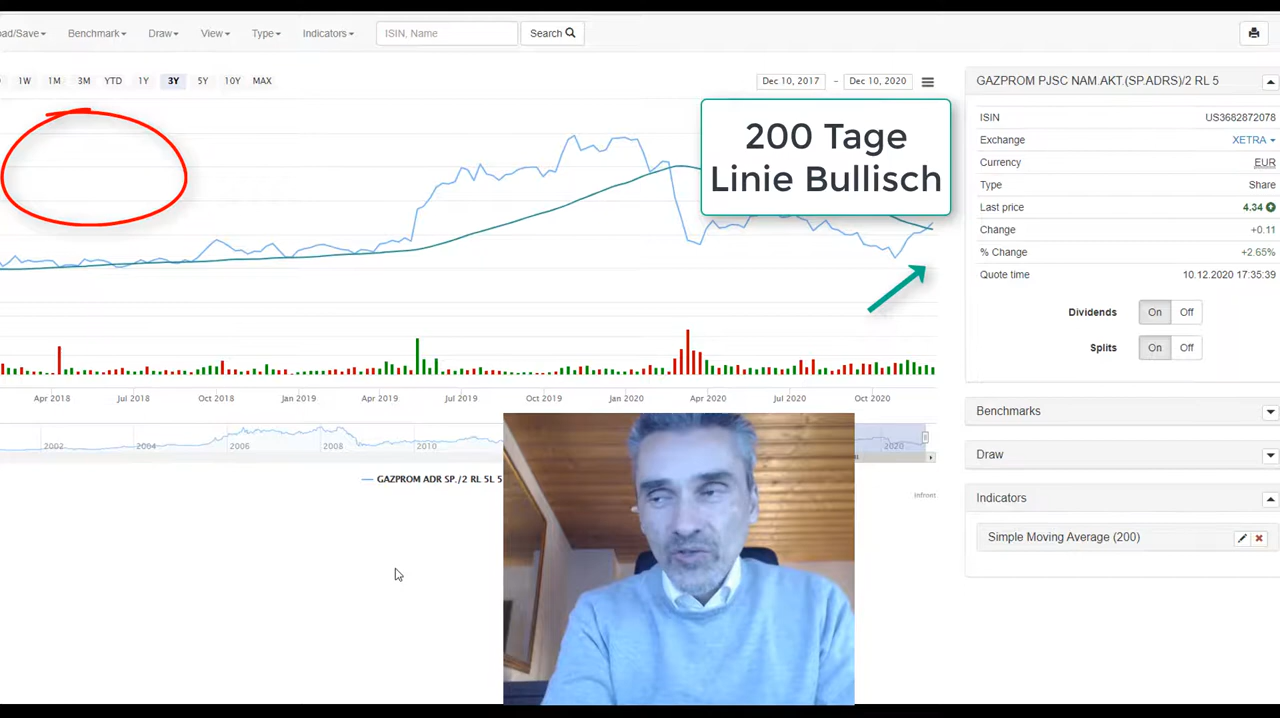 ad/Save
Benchmark
Draw
View
Type
Indicators
ISIN, Name
Search
1W 1M 3M YTD 1Y 3Y 5Y 10Y MAX
Dec 10, 2017 - Dec 10, 2020
200 Tage
Linie Bullisch
Apr 2018 Jul 2018 Oct 2018 Jan 2019 Apr 2019 Jul 2019 Oct 2019 Jan 2020 Apr 2020 Jul 2020 Oct 2020
2002 2004 2006 2008 2010 2020
GAZPROM ADR SP./2 RL 5L 5
infront
GAZPROM PJSC NAM.AKT.(SP.ADRS)/2 RL 5
ISIN US3682872078
Exchange XETRA
Currency EUR
Type Share
Last price 4.34
Change +0.11
% Change +2.65%
Quote time 10.12.2020 17:35:39
Dividends On Off
Splits On Off
Benchmarks
Draw
Indicators
Simple Moving Average (200)